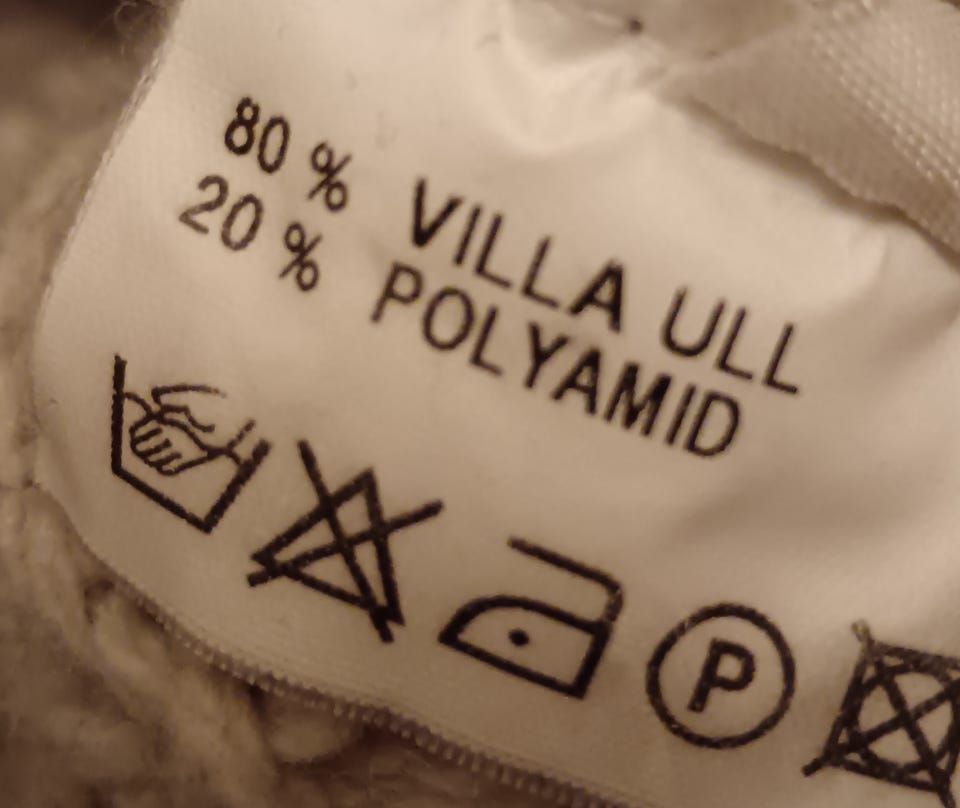 80 % VILLA ULL
20 % POLYAMID
P